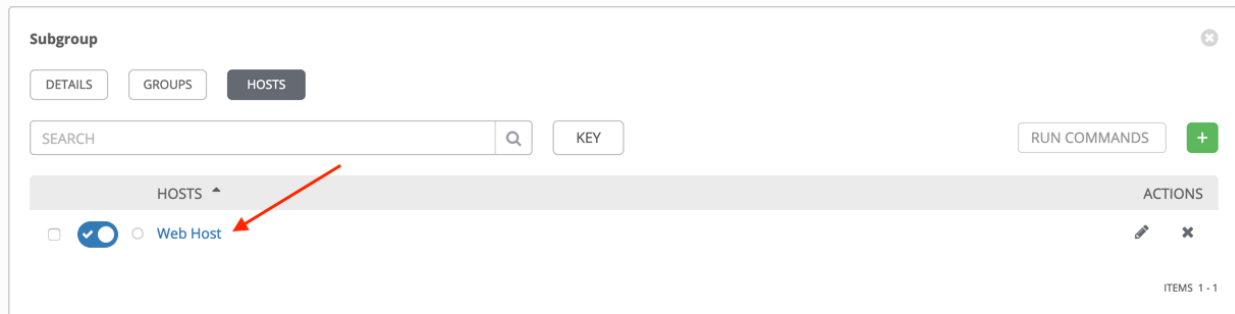 Subgroup
DETAILS GROUPS HOSTS
SEARCH KEY RUN COMMANDS +
HOSTS ACTIONS
Web Host
ITEMS 1 - 1